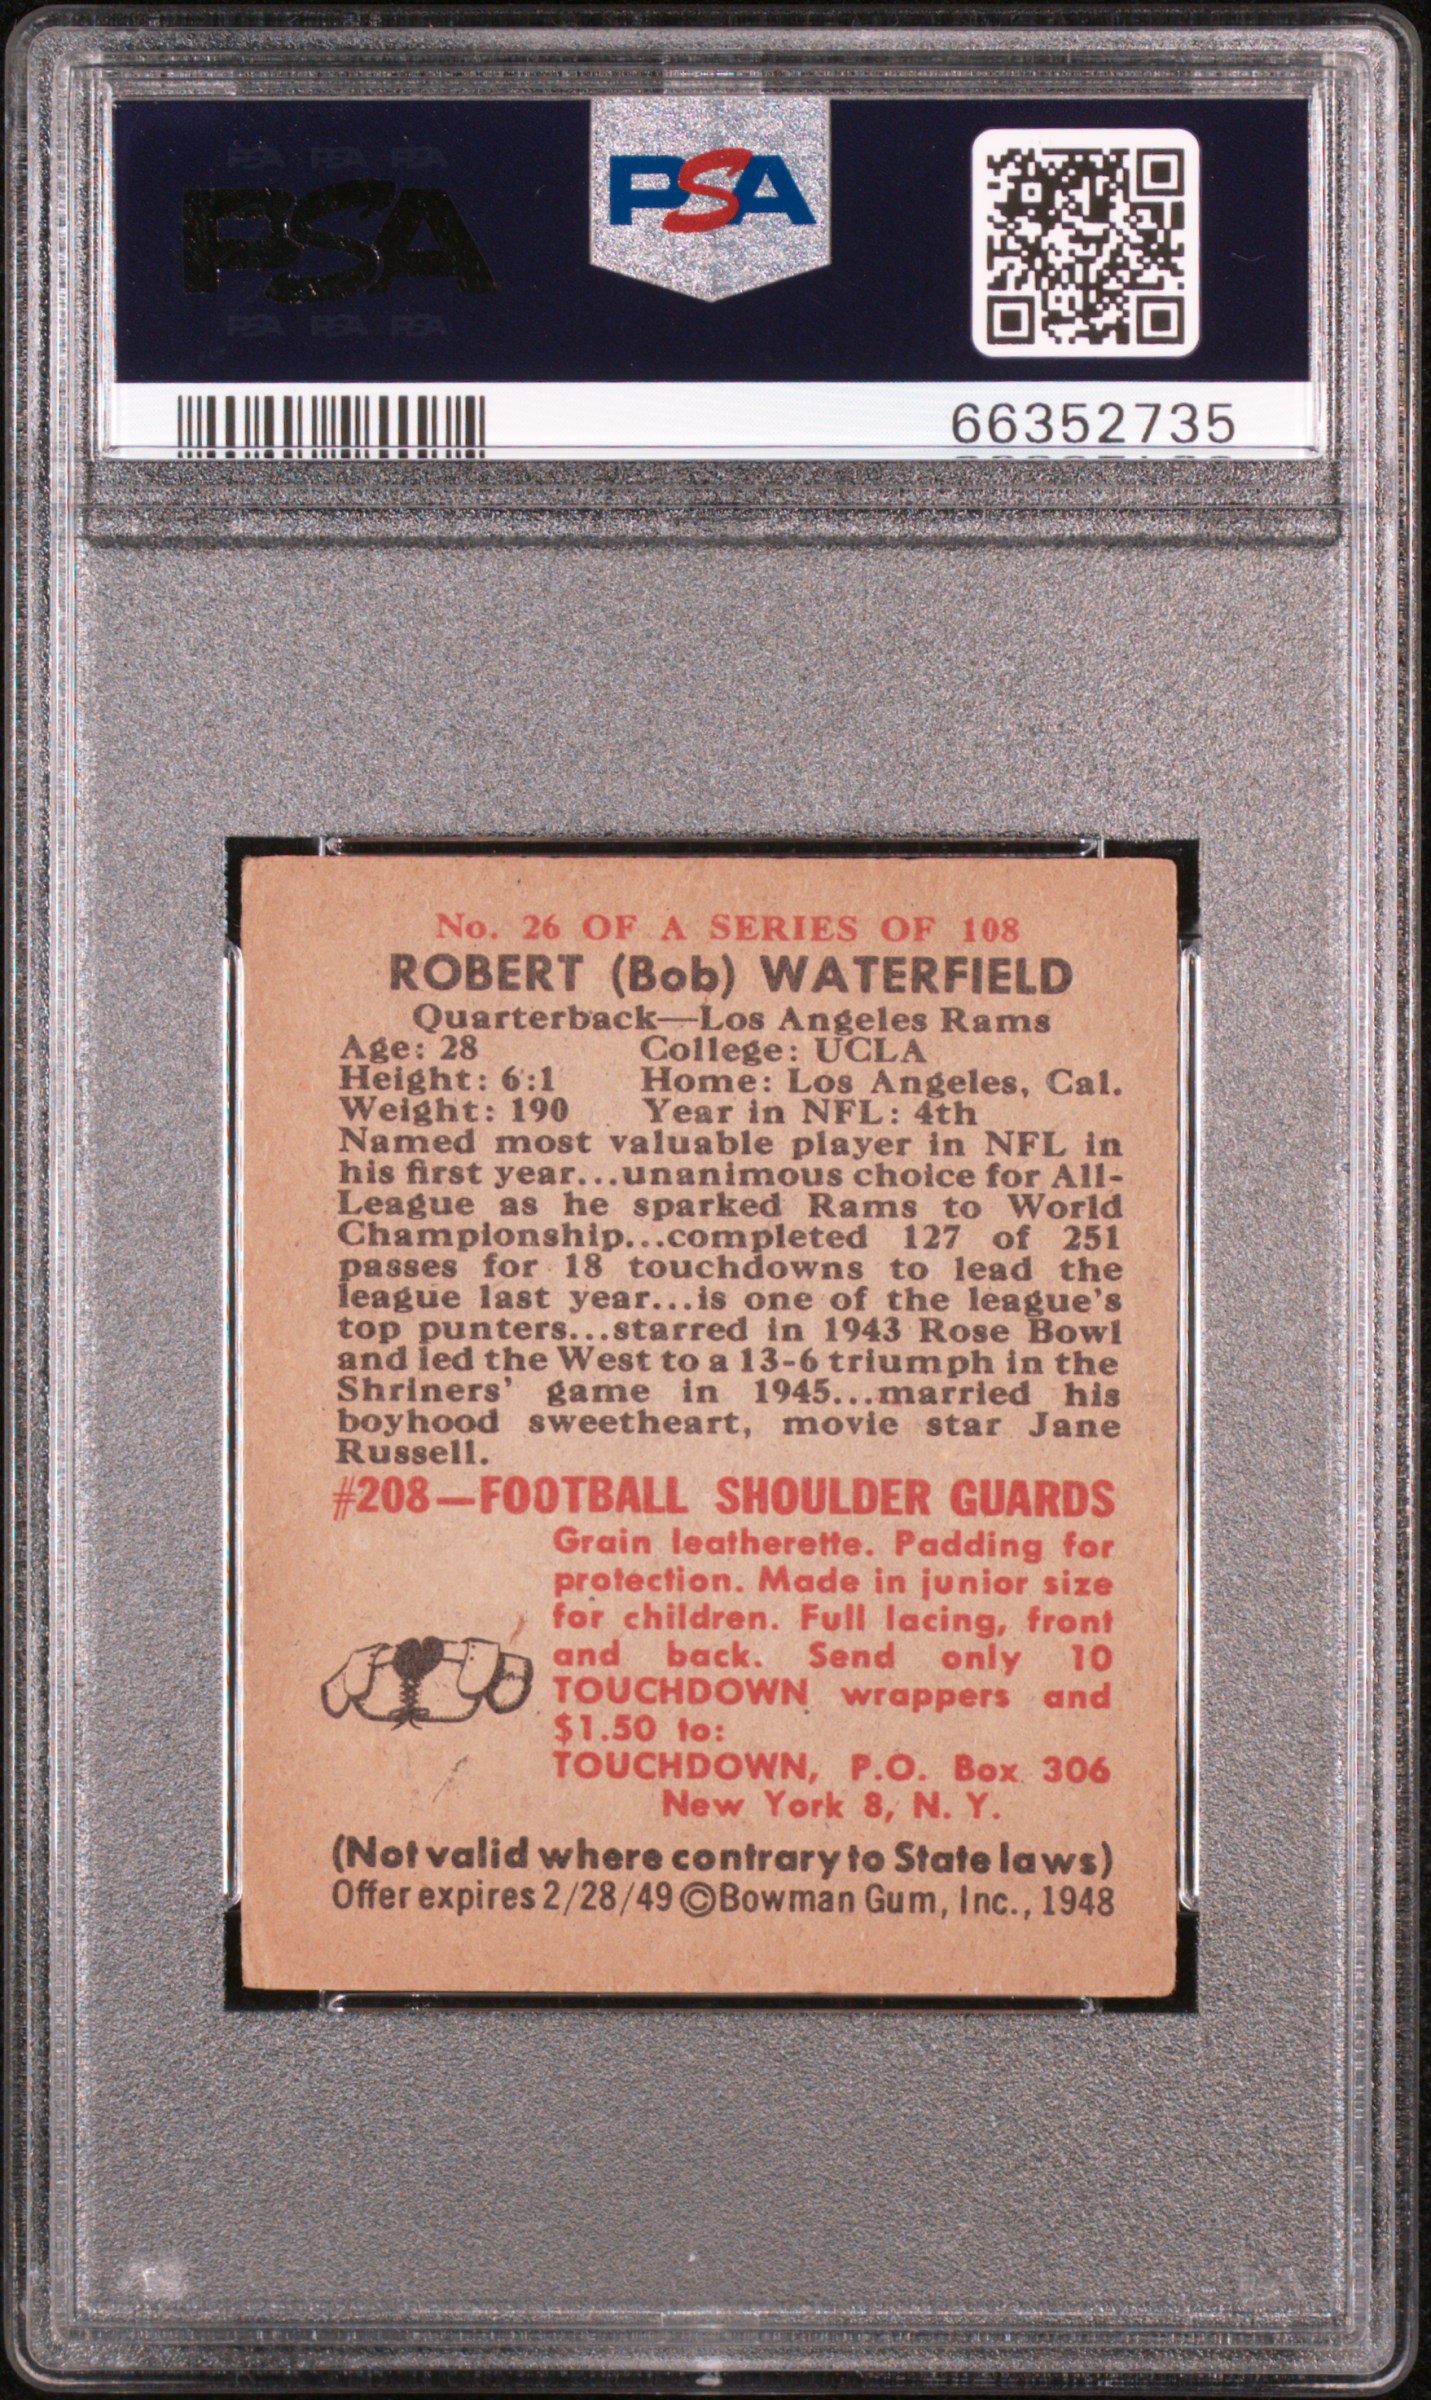 PSA PSA PSA
PSA
PSA PSA PSA
PSA
66352735
No. 26 OF A SERIES OF 108
ROBERT (Bob) WATERFIELD
Quarterback—Los Angeles Rams
Age: 28 College: UCLA
Height: 6:1 Home: Los Angeles, Cal.
Weight: 190 Year in NFL: 4th
Named most valuable player in NFL in
his first year...unanimous choice for All-
League as he sparked Rams to World
Championship...completed 127 of 251
passes for 18 touchdowns to lead the
league last year...is one of the league's
top punters...starred in 1943 Rose Bowl
and led the West to a 13-6 triumph in the
Shriners' game in 1945...married his
boyhood sweetheart, movie star Jane
Russell.
#208—FOOTBALL SHOULDER GUARDS
Grain leatherette. Padding for
protection. Made in junior size
for children. Full lacing, front
and back. Send only 10
TOUCHDOWN wrappers and
$1.50 to:
TOUCHDOWN, P.O. Box 306
New York 8, N. Y.
(Not valid where contrary to State laws)
Offer expires 2/28/49 ©Bowman Gum, Inc., 1948